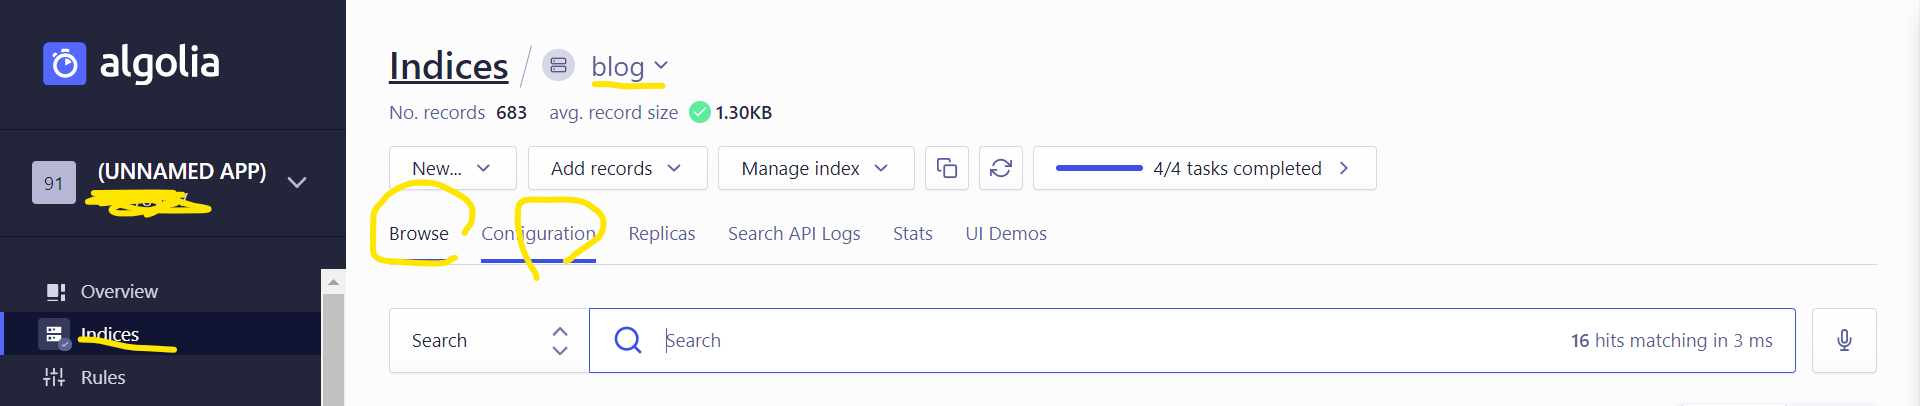 algolia
91 (UNNAMED APP)
Overview
Indices
Rules
Indices / blog
No. records 683 avg. record size 1.30KB
New... Add records Manage index 4/4 tasks completed
Browse Configuration Replicas Search API Logs Stats UI Demos
Search Search 16 hits matching in 3 ms